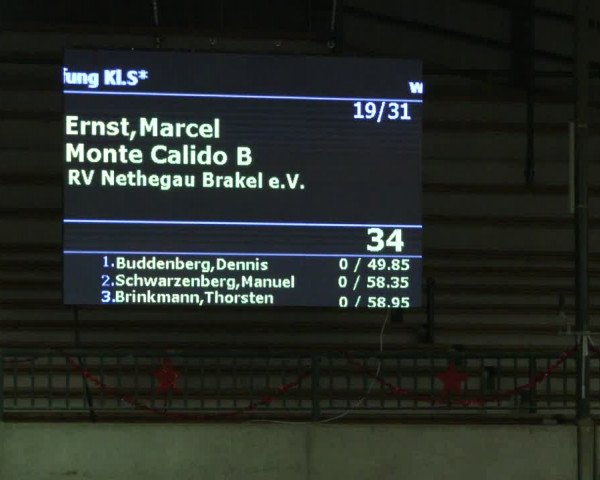 fung Kl.S*
19/31
Ernst,Marcel
Monte Calido B
RV Nethegau Brakel e.V.
34
1.Buddenberg,Dennis 0 / 49.85
2.Schwarzenberg,Manuel 0 / 58.35
3.Brinkmann,Thorsten 0 / 58.95